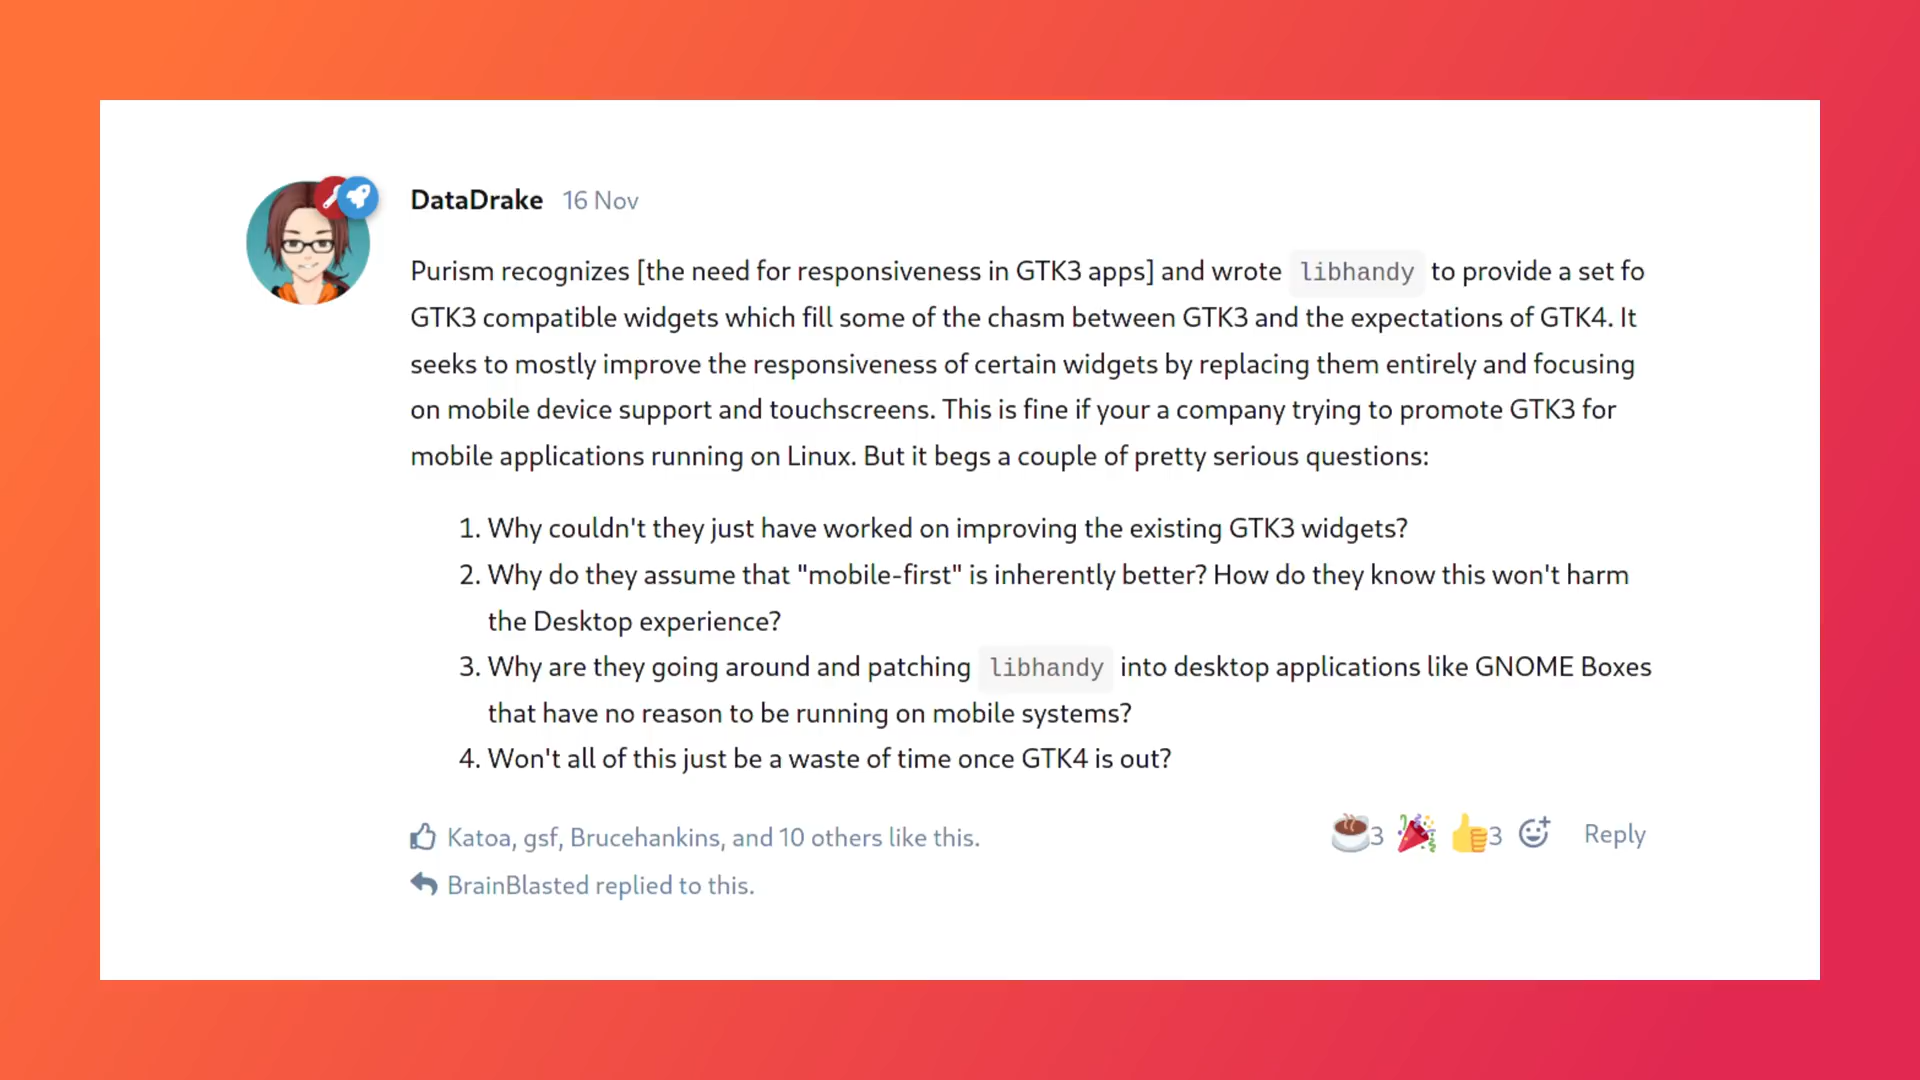 DataDrake 16 Nov
Purism recognizes [the need for responsiveness in GTK3 apps] and wrote libhandy to provide a set fo
GTK3 compatible widgets which fill some of the chasm between GTK3 and the expectations of GTK4. It
seeks to mostly improve the responsiveness of certain widgets by replacing them entirely and focusing
on mobile device support and touchscreens. This is fine if your a company trying to promote GTK3 for
mobile applications running on Linux. But it begs a couple of pretty serious questions:
1. Why couldn't they just have worked on improving the existing GTK3 widgets?
2. Why do they assume that "mobile-first" is inherently better? How do they know this won't harm
the Desktop experience?
3. Why are they going around and patching libhandy into desktop applications like GNOME Boxes
that have no reason to be running on mobile systems?
4. Won't all of this just be a waste of time once GTK4 is out?
Katoa, gsf, Brucehankins, and 10 others like this.
3 3 Reply
BrainBlasted replied to this.